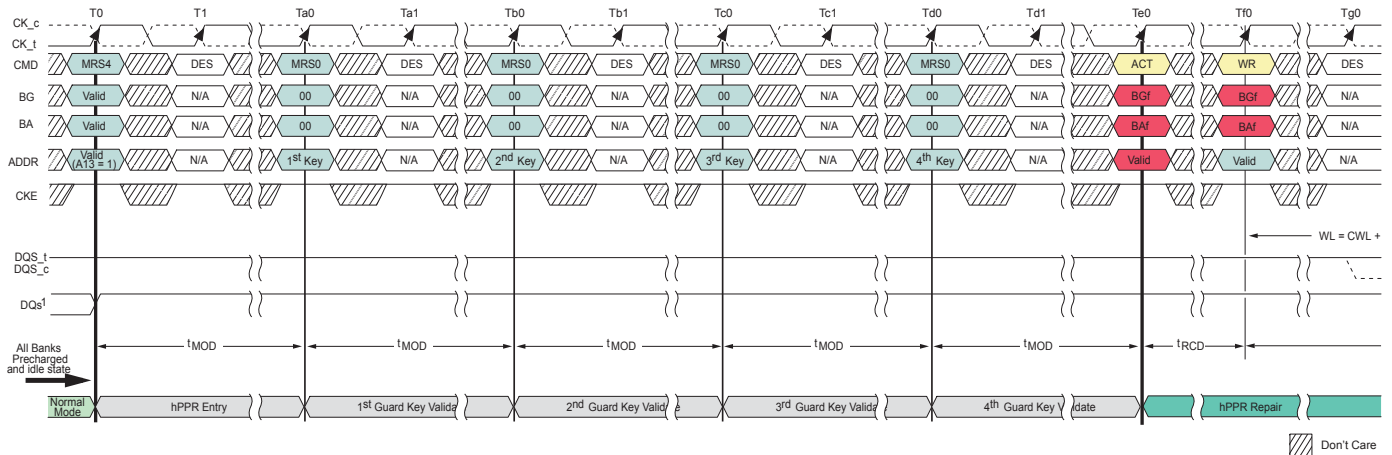 T0 T1 Ta0 Ta1 Tb0 Tb1 Tc0 Tc1 Td0 Td1 Te0 Tf0 Tg0
CK_c
CK_t
CMD MRS4 DES MRS0 DES MRS0 DES MRS0 DES MRS0 DES ACT WR DES
BG Valid N/A 00 N/A 00 N/A 00 N/A 00 N/A BGf BGf N/A
BA Valid N/A 00 N/A 00 N/A 00 N/A 00 N/A BAf BAf N/A
ADDR Valid (A13 = 1) N/A 1st Key N/A 2nd Key N/A 3rd Key N/A 4th Key N/A Valid Valid N/A
CKE
WL = CWL +
DQS_t
DQS_c
DQs1
All Banks
Precharged
and idle state
tMOD tMOD tMOD tMOD tMOD tRCD
Normal Mode hPPR Entry 1st Guard Key Valida 2nd Guard Key Validate 3rd Guard Key Valida 4th Guard Key Validate hPPR Repair
Don't Care